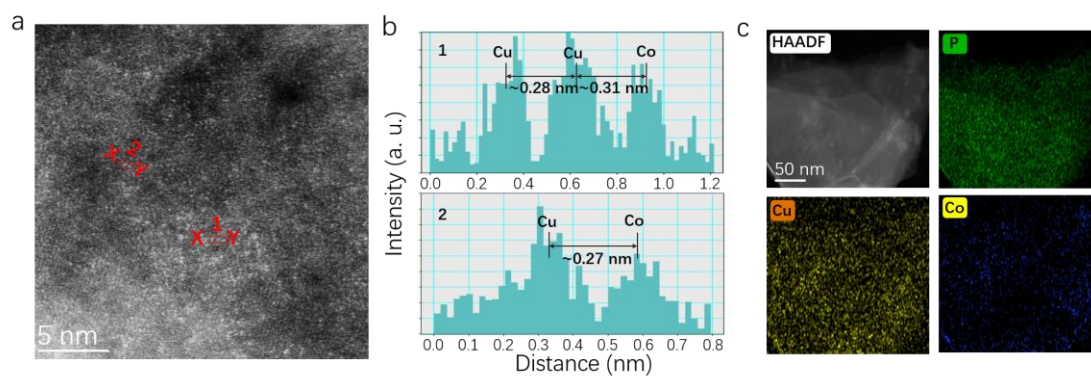 a
2
X Y
1
X Y
5 nm
b
Intensity (a. u.)
1
Cu Cu Co
~0.28 nm ~0.31 nm
0.0 0.2 0.4 0.6 0.8 1.0 1.2
2
Cu Co
~0.27 nm
0.0 0.1 0.2 0.3 0.4 0.5 0.6 0.7 0.8
Distance (nm)
c
HAADF
50 nm
P
Cu
Co